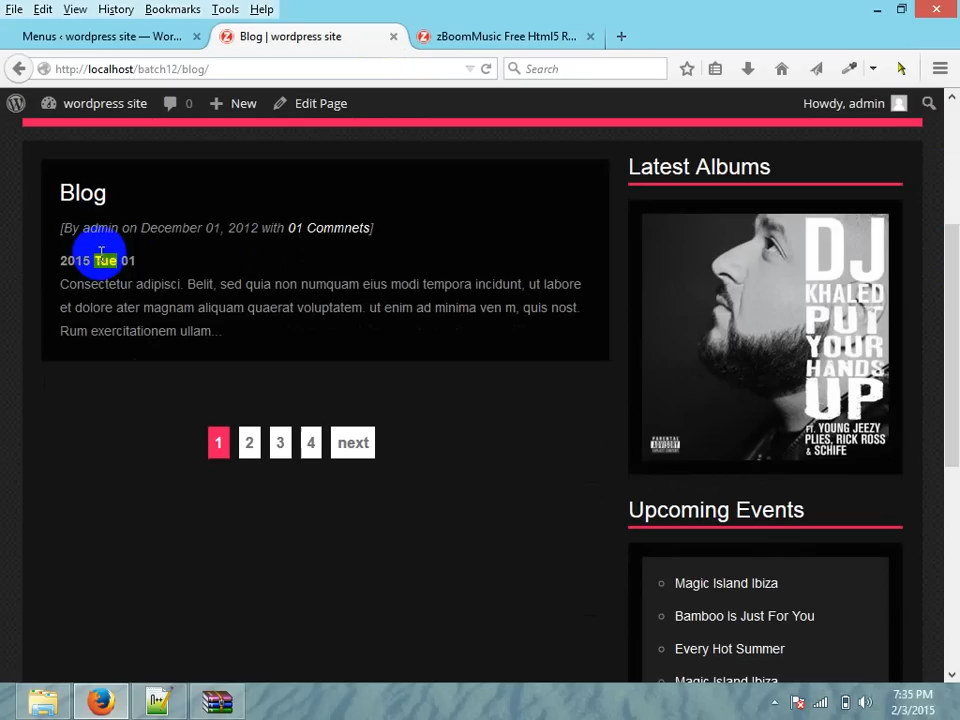 File Edit View History Bookmarks Tools Help
Menus ‹ wordpress site — Wor... × Blog | wordpress site × zBoomMusic Free Html5 R... ×
http://localhost/batch12/blog/ Search
wordpress site 0 New Edit Page Howdy, admin
Blog
[By admin on December 01, 2012 with 01 Commnets]
2015 Tue 01
Consectetur adipisci. Belit, sed quia non numquam eius modi tempora incidunt, ut labore
et dolore ater magnam aliquam quaerat voluptatem. ut enim ad minima ven m, quis nost.
Rum exercitationem ullam...
1 2 3 4 next
Latest Albums
DJ
KHALED
PUT
YOUR
HANDS
UP
FT. YOUNG JEEZY
PLIES, RICK ROSS
& SCHIFE
Upcoming Events
Magic Island Ibiza
Bamboo Is Just For You
Every Hot Summer
Magic Island Ibiza
7:35 PM
2/3/2015